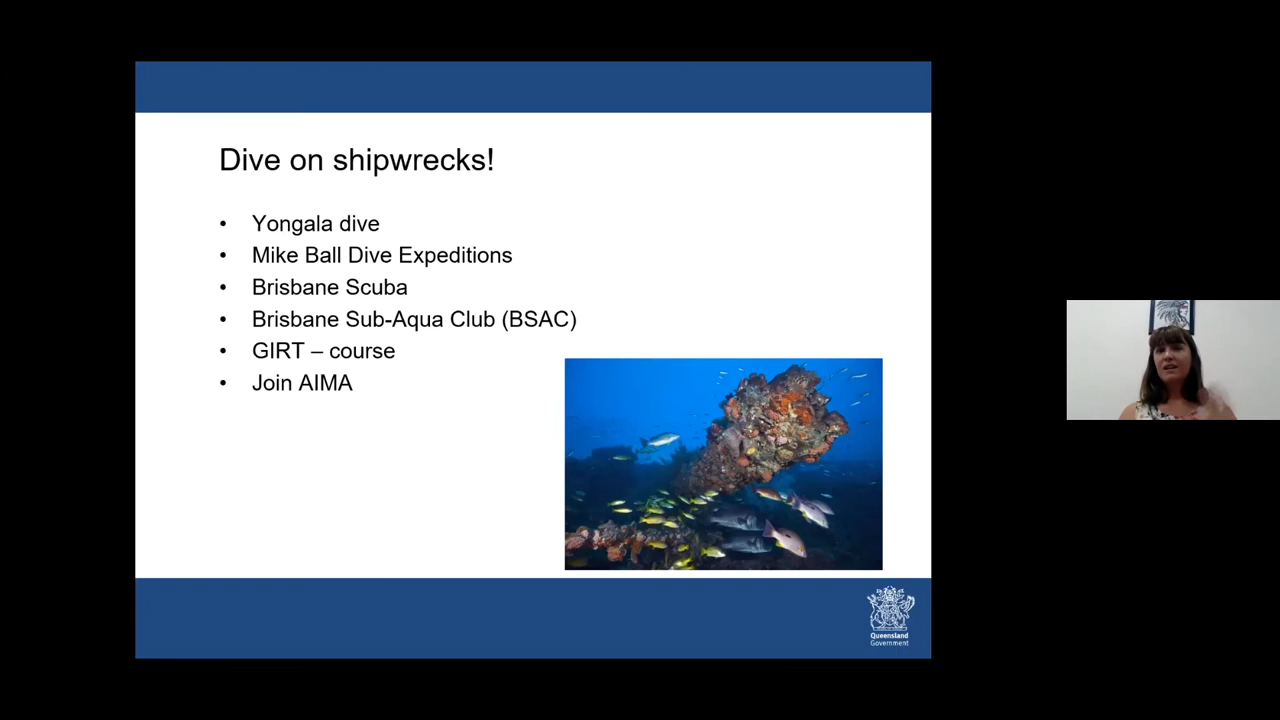 Dive on shipwrecks!
• Yongala dive
• Mike Ball Dive Expeditions
• Brisbane Scuba
• Brisbane Sub-Aqua Club (BSAC)
• GIRT – course
• Join AIMA
Queensland
Government